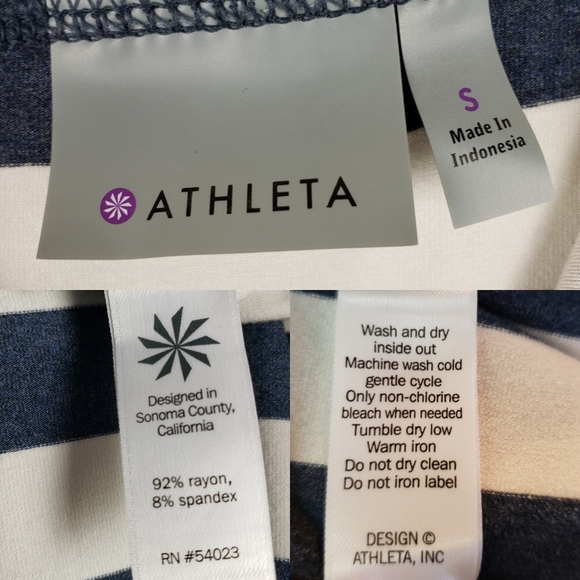 ATHLETA
S
Made In
Indonesia
Designed in
Sonoma County,
California
92% rayon,
8% spandex
RN #54023
Wash and dry
inside out
Machine wash cold
gentle cycle
Only non-chlorine
bleach when needed
Tumble dry low
Warm iron
Do not dry clean
Do not iron label
DESIGN ©
ATHLETA, INC